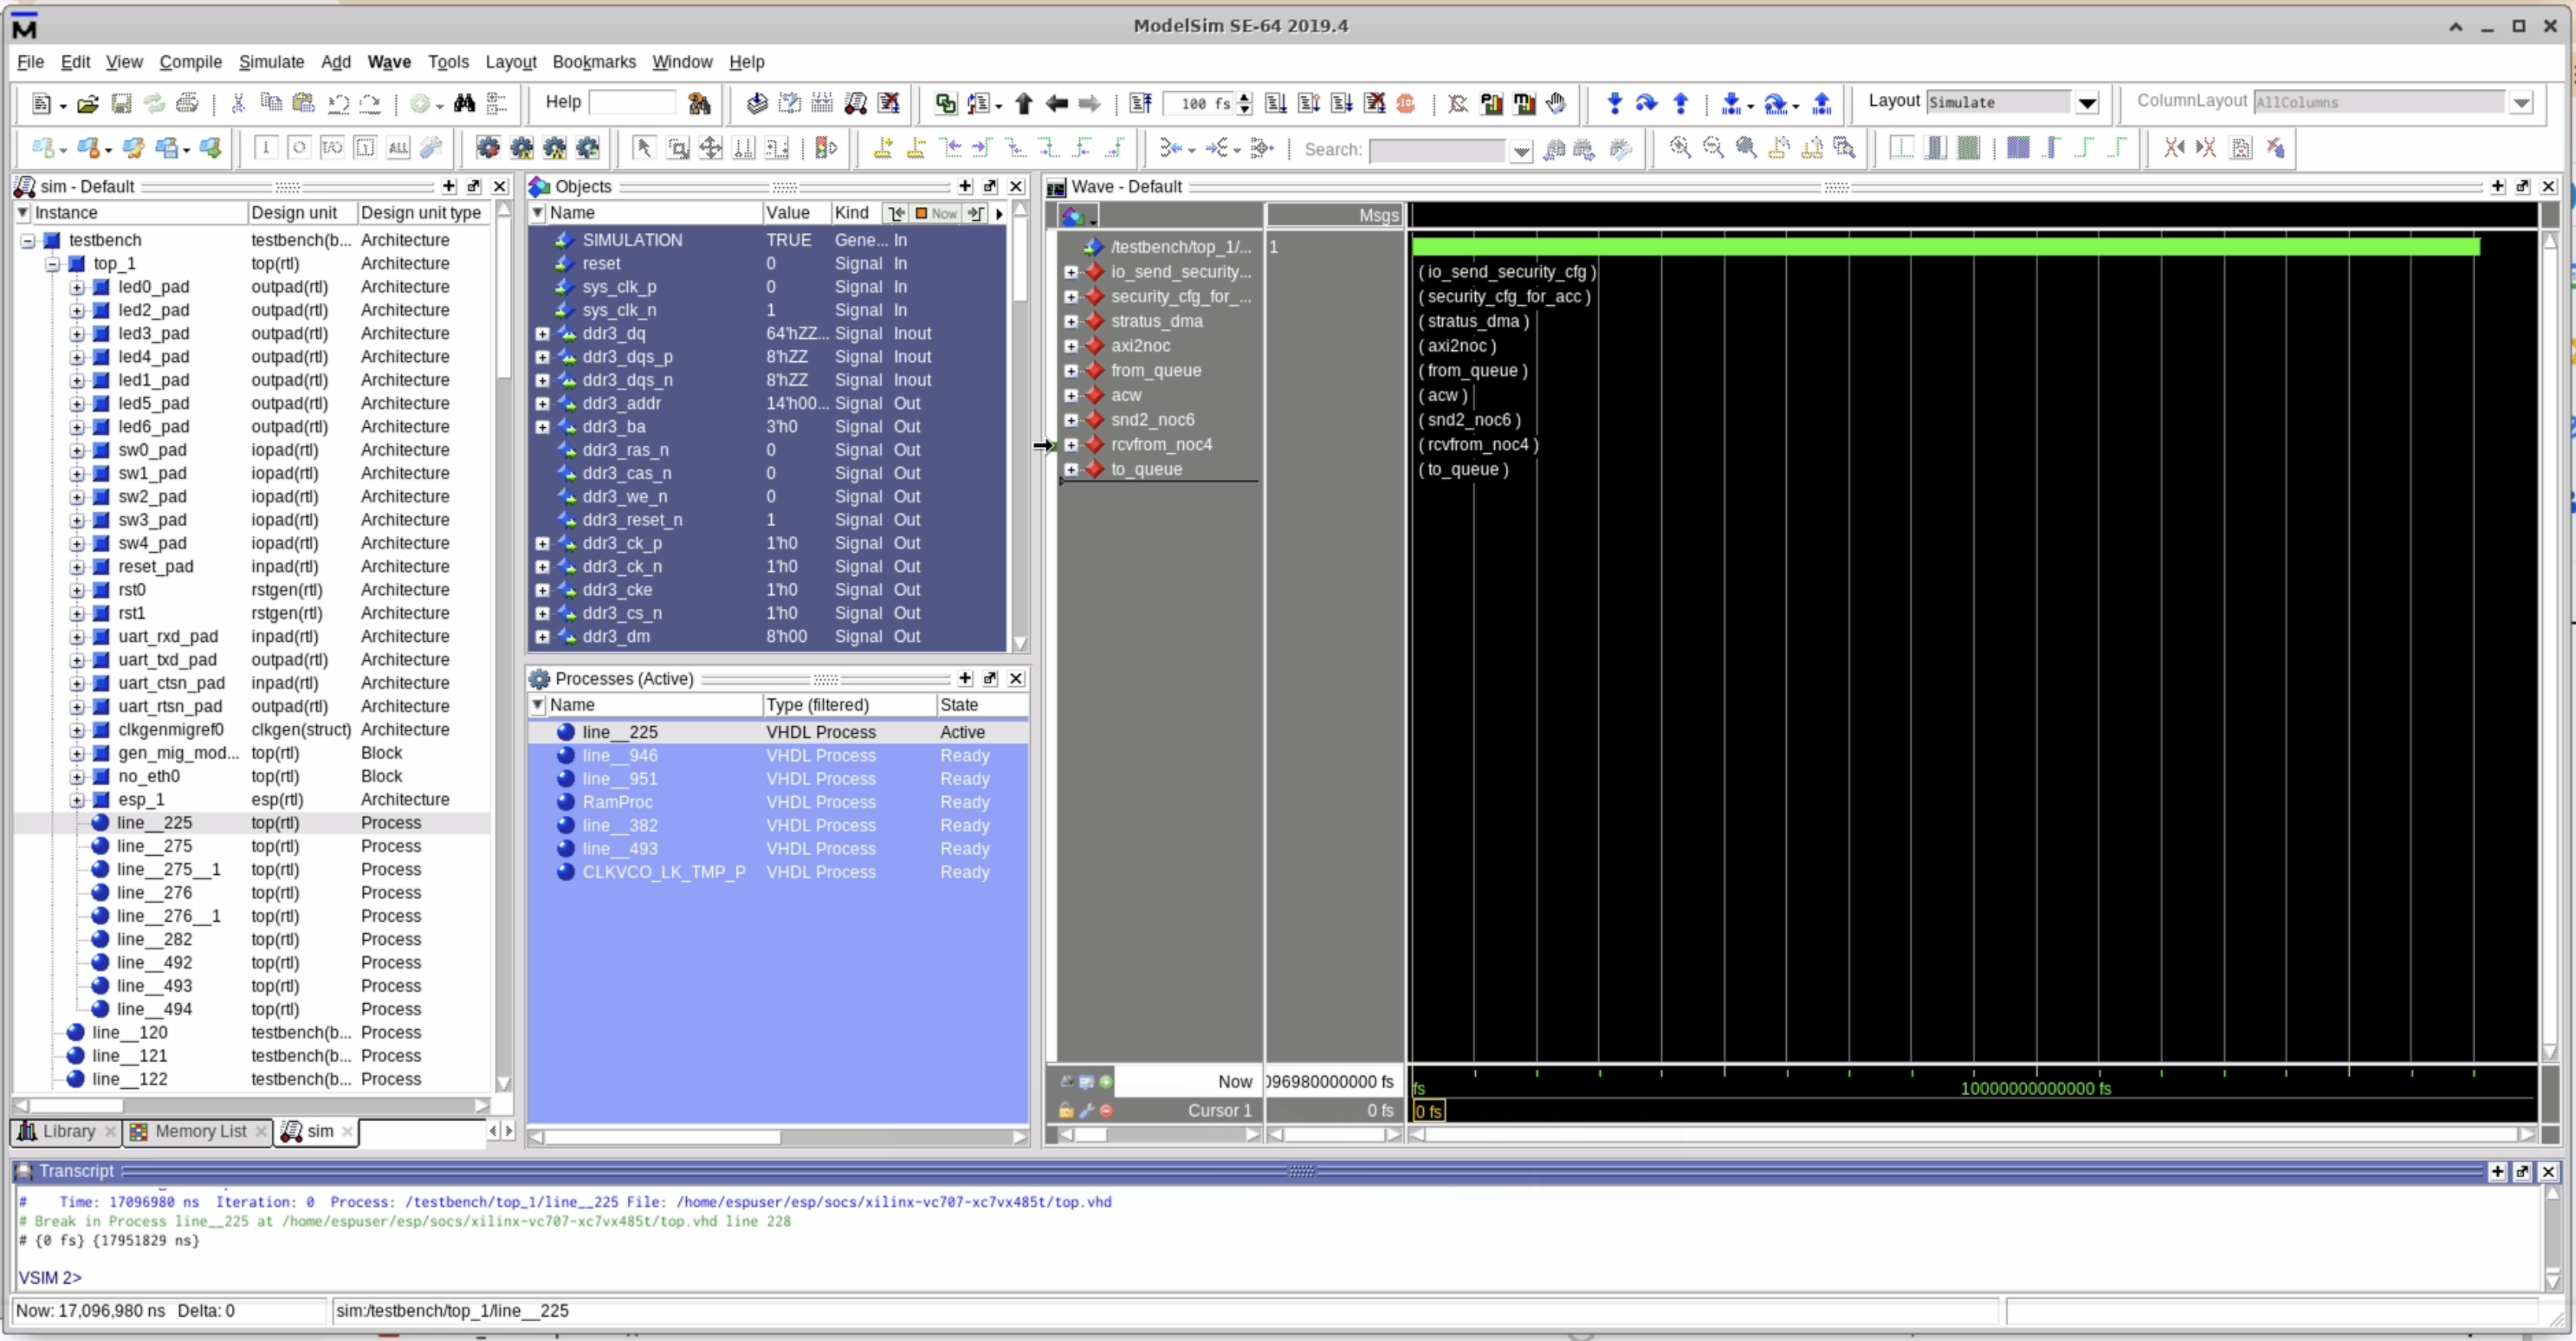 ModelSim SE-64 2019.4
File Edit View Compile Simulate Add Wave Tools Layout Bookmarks Window Help
Help 100 fs Layout Simulate ColumnLayout AllColumns
ALL Search:
sim - Default
Instance Design unit Design unit type
testbench testbench(b... Architecture
top_1 top(rtl) Architecture
led0_pad outpad(rtl) Architecture
led2_pad outpad(rtl) Architecture
led3_pad outpad(rtl) Architecture
led4_pad outpad(rtl) Architecture
led1_pad outpad(rtl) Architecture
led5_pad outpad(rtl) Architecture
led6_pad outpad(rtl) Architecture
sw0_pad iopad(rtl) Architecture
sw1_pad iopad(rtl) Architecture
sw2_pad iopad(rtl) Architecture
sw3_pad iopad(rtl) Architecture
sw4_pad iopad(rtl) Architecture
reset_pad inpad(rtl) Architecture
rst0 rstgen(rtl) Architecture
rst1 rstgen(rtl) Architecture
uart_rxd_pad inpad(rtl) Architecture
uart_txd_pad outpad(rtl) Architecture
uart_ctsn_pad inpad(rtl) Architecture
uart_rtsn_pad outpad(rtl) Architecture
clkgenmigref0 clkgen(struct) Architecture
gen_mig_mod... top(rtl) Block
no_eth0 top(rtl) Block
esp_1 esp(rtl) Architecture
line__225 top(rtl) Process
line__275 top(rtl) Process
line__275__1 top(rtl) Process
line__276 top(rtl) Process
line__276__1 top(rtl) Process
line__282 top(rtl) Process
line__492 top(rtl) Process
line__493 top(rtl) Process
line__494 top(rtl) Process
line__120 testbench(b... Process
line__121 testbench(b... Process
line__122 testbench(b... Process
Library Memory List sim
Objects
Name Value Kind Now
SIMULATION TRUE Gene... In
reset 0 Signal In
sys_clk_p 0 Signal In
sys_clk_n 1 Signal In
ddr3_dq 64'hZZ... Signal Inout
ddr3_dqs_p 8'hZZ Signal Inout
ddr3_dqs_n 8'hZZ Signal Inout
ddr3_addr 14'h00... Signal Out
ddr3_ba 3'h0 Signal Out
ddr3_ras_n 0 Signal Out
ddr3_cas_n 0 Signal Out
ddr3_we_n 0 Signal Out
ddr3_reset_n 1 Signal Out
ddr3_ck_p 1'h0 Signal Out
ddr3_ck_n 1'h0 Signal Out
ddr3_cke 1'h0 Signal Out
ddr3_cs_n 1'h0 Signal Out
ddr3_dm 8'h00 Signal Out
Processes (Active)
Name Type (filtered) State
line__225 VHDL Process Active
line__946 VHDL Process Ready
line__951 VHDL Process Ready
RamProc VHDL Process Ready
line__382 VHDL Process Ready
line__493 VHDL Process Ready
CLKVCO_LK_TMP_P VHDL Process Ready
Wave - Default
Msgs
/testbench/top_1/... 1
io_send_security... ( io_send_security_cfg )
security_cfg_for_... ( security_cfg_for_acc )
stratus_dma ( stratus_dma )
axi2noc ( axi2noc )
from_queue ( from_queue )
acw ( acw )
snd2_noc6 ( snd2_noc6 )
rcvfrom_noc4 ( rcvfrom_noc4 )
to_queue ( to_queue )
Now 096980000000 fs fs 10000000000000 fs
Cursor 1 0 fs 0 fs
Transcript
# Time: 17096980 ns Iteration: 0 Process: /testbench/top_1/line__225 File: /home/espuser/esp/socs/xilinx-vc707-xc7vx485t/top.vhd
# Break in Process line__225 at /home/espuser/esp/socs/xilinx-vc707-xc7vx485t/top.vhd line 228
# {0 fs} {17951829 ns}
VSIM 2>
Now: 17,096,980 ns Delta: 0 sim:/testbench/top_1/line__225